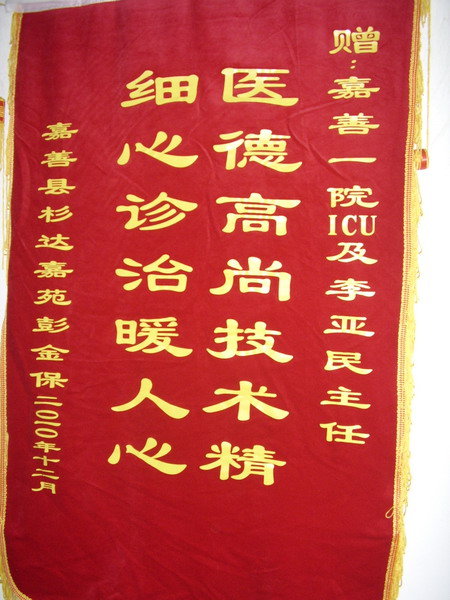 赠:嘉善一院ICU及李亚民主任
医德高尚技术精
细心诊治暖人心
嘉善县杉达嘉苑彭金保二〇一〇年十二月